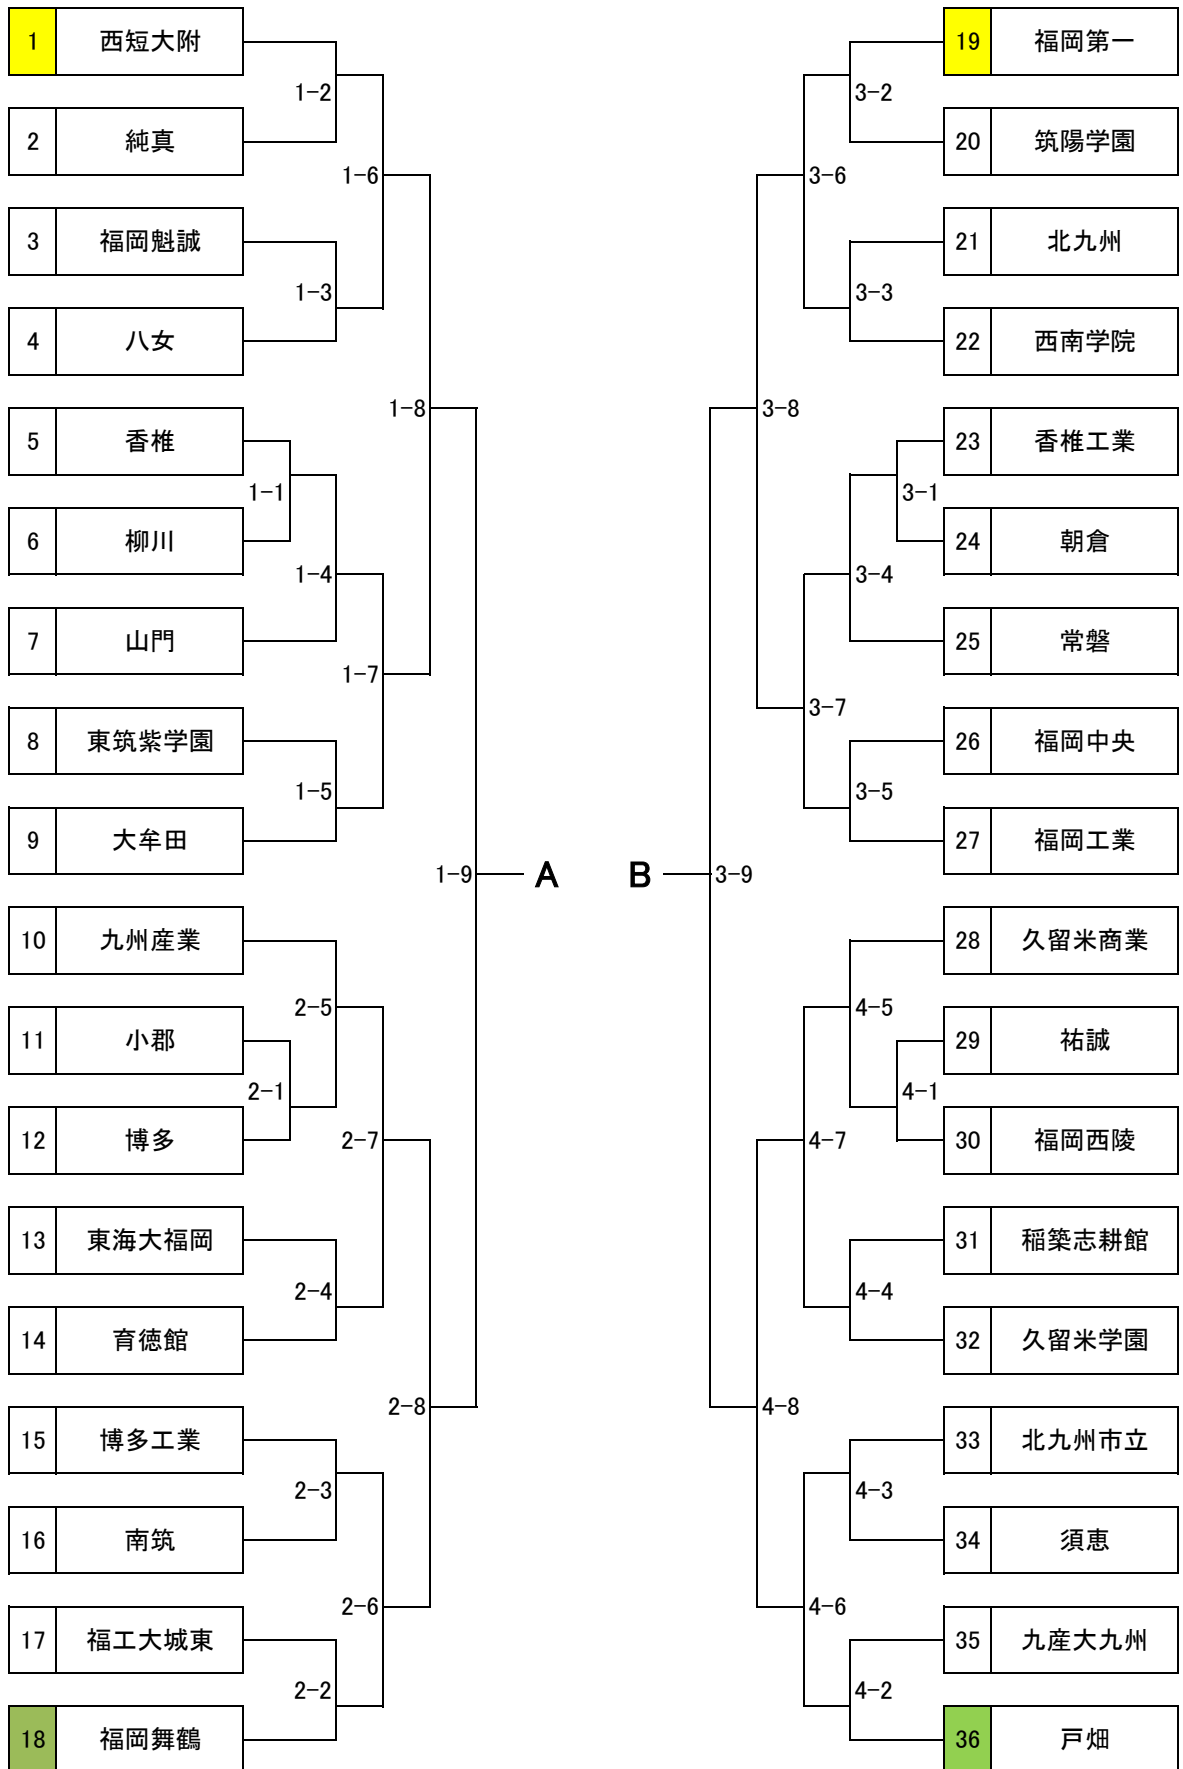 1 西短大附
1-2
2 純真
1-6
3 福岡魁誠
1-3
4 八女
1-8
5 香椎
1-1
6 柳川
1-4
7 山門
1-7
8 東筑紫学園
1-5
9 大牟田
1-9
A
10 九州産業
2-5
11 小郡
2-1
12 博多
2-7
13 東海大福岡
2-4
14 育徳館
2-8
15 博多工業
2-3
16 南筑
2-6
17 福工大城東
2-2
18 福岡舞鶴
19 福岡第一
3-2
20 筑陽学園
3-6
21 北九州
3-3
22 西南学院
3-8
23 香椎工業
3-1
24 朝倉
3-4
25 常磐
3-7
26 福岡中央
3-5
27 福岡工業
B
3-9
28 久留米商業
4-5
29 祐誠
4-1
30 福岡西陵
4-7
31 稲築志耕館
4-4
32 久留米学園
4-8
33 北九州市立
4-3
34 須恵
4-6
35 九産大九州
4-2
36 戸畑